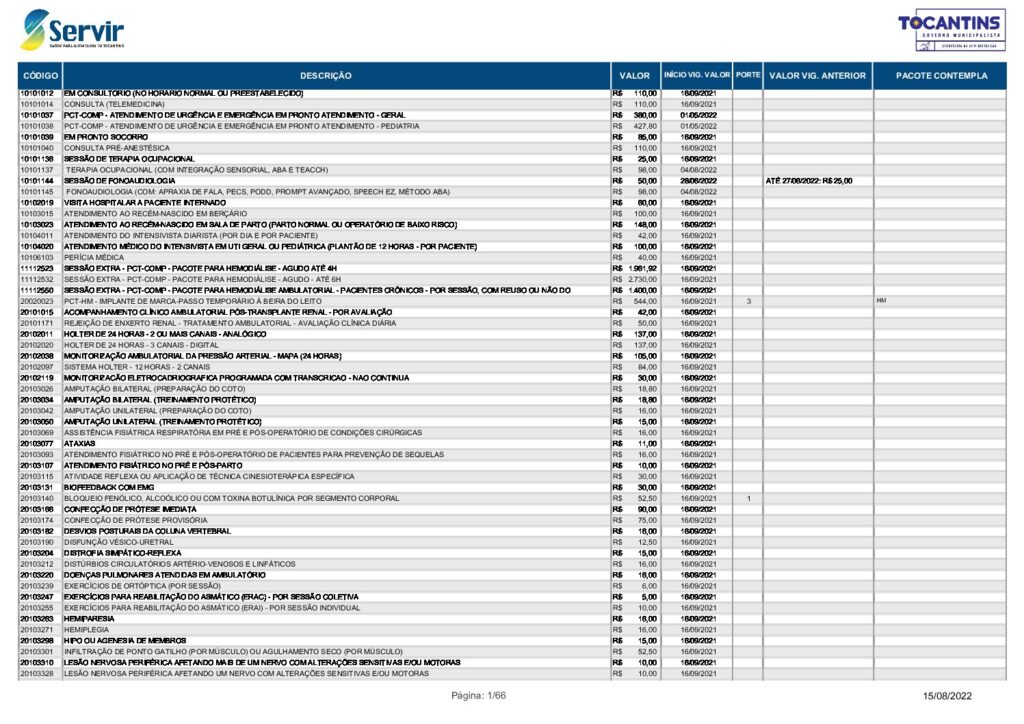 Servir
SAÚDE PARA QUEM CUIDA DO TOCANTINS
TOCANTINS
GOVERNO MUNICIPALISTA
CÓDIGO DESCRIÇÃO VALOR INÍCIO VIG. VALOR PORTE VALOR VIG. ANTERIOR PACOTE CONTEMPLA
10101012 EM CONSULTÓRIO (NO HORÁRIO NORMAL OU PREESTABELECIDO) R$ 110,00 16/09/2021
10101014 CONSULTA (TELEMEDICINA) R$ 110,00 16/09/2021
10101037 PCT-COMP - ATENDIMENTO DE URGÊNCIA E EMERGÊNCIA EM PRONTO ATENDIMENTO - GERAL R$ 380,00 01/05/2022
10101038 PCT-COMP - ATENDIMENTO DE URGÊNCIA E EMERGÊNCIA EM PRONTO ATENDIMENTO - PEDIATRIA R$ 427,80 01/05/2022
10101039 EM PRONTO SOCORRO R$ 85,00 16/09/2021
10101040 CONSULTA PRÉ-ANESTÉSICA R$ 110,00 16/09/2021
10101136 SESSÃO DE TERAPIA OCUPACIONAL R$ 25,00 16/09/2021
10101137 TERAPIA OCUPACIONAL (COM INTEGRAÇÃO SENSORIAL, ABA E TEACCH) R$ 98,00 04/08/2022
10101144 SESSÃO DE FONOAUDIOLOGIA R$ 50,00 28/06/2022 ATÉ 27/06/2022: R$ 25,00
10101145 FONOAUDIOLOGIA (COM: APRAXIA DE FALA, PECS, PODD, PROMPT AVANÇADO, SPEECH EZ, MÉTODO ABA) R$ 98,00 04/08/2022
10102019 VISITA HOSPITALAR A PACIENTE INTERNADO R$ 80,00 16/09/2021
10103015 ATENDIMENTO AO RECÉM-NASCIDO EM BERÇÁRIO R$ 100,00 16/09/2021
10103023 ATENDIMENTO AO RECÉM-NASCIDO EM SALA DE PARTO (PARTO NORMAL OU OPERATÓRIO DE BAIXO RISCO) R$ 148,00 16/09/2021
10104011 ATENDIMENTO DO INTENSIVISTA DIARISTA (POR DIA E POR PACIENTE) R$ 42,00 16/09/2021
10104020 ATENDIMENTO MÉDICO DO INTENSIVISTA EM UTI GERAL OU PEDIÁTRICA (PLANTÃO DE 12 HORAS - POR PACIENTE) R$ 100,00 16/09/2021
10106103 PERÍCIA MÉDICA R$ 40,00 16/09/2021
11112523 SESSÃO EXTRA - PCT-COMP - PACOTE PARA HEMODIÁLISE - AGUDO ATÉ 4H R$ 1.981,92 16/09/2021
11112532 SESSÃO EXTRA - PCT-COMP - PACOTE PARA HEMODIÁLISE - AGUDO - ATÉ 6H R$ 2.730,00 16/09/2021
11112550 SESSÃO EXTRA - PCT-COMP - PACOTE PARA HEMODIÁLISE AMBULATORIAL - PACIENTES CRÔNICOS - POR SESSÃO, COM REUSO OU NÃO DO R$ 1.400,00 16/09/2021
20020023 PCT-HM - IMPLANTE DE MARCA-PASSO TEMPORÁRIO À BEIRA DO LEITO R$ 544,00 16/09/2021 3 HM
20101015 ACOMPANHAMENTO CLÍNICO AMBULATORIAL PÓS-TRANSPLANTE RENAL - POR AVALIAÇÃO R$ 42,00 16/09/2021
20101171 REJEIÇÃO DE ENXERTO RENAL - TRATAMENTO AMBULATORIAL - AVALIAÇÃO CLÍNICA DIÁRIA R$ 50,00 16/09/2021
20102011 HOLTER DE 24 HORAS - 2 OU MAIS CANAIS - ANALÓGICO R$ 137,00 16/09/2021
20102020 HOLTER DE 24 HORAS - 3 CANAIS - DIGITAL R$ 137,00 16/09/2021
20102038 MONITORIZAÇÃO AMBULATORIAL DA PRESSÃO ARTERIAL - MAPA (24 HORAS) R$ 105,00 16/09/2021
20102097 SISTEMA HOLTER - 12 HORAS - 2 CANAIS R$ 84,00 16/09/2021
20102119 MONITORIZAÇÃO ELETROCADRIOGRAFICA PROGRAMADA COM TRANSCRICAO - NAO CONTINUA R$ 30,00 16/09/2021
20103026 AMPUTAÇÃO BILATERAL (PREPARAÇÃO DO COTO) R$ 18,80 16/09/2021
20103034 AMPUTAÇÃO BILATERAL (TREINAMENTO PROTÉTICO) R$ 18,80 16/09/2021
20103042 AMPUTAÇÃO UNILATERAL (PREPARAÇÃO DO COTO) R$ 16,00 16/09/2021
20103050 AMPUTAÇÃO UNILATERAL (TREINAMENTO PROTÉTICO) R$ 15,00 16/09/2021
20103069 ASSISTÊNCIA FISIÁTRICA RESPIRATÓRIA EM PRÉ E PÓS-OPERATÓRIO DE CONDIÇÕES CIRÚRGICAS R$ 16,00 16/09/2021
20103077 ATAXIAS R$ 11,00 16/09/2021
20103093 ATENDIMENTO FISIÁTRICO NO PRÉ E PÓS-OPERATÓRIO DE PACIENTES PARA PREVENÇÃO DE SEQUELAS R$ 16,00 16/09/2021
20103107 ATENDIMENTO FISIÁTRICO NO PRÉ E PÓS-PARTO R$ 10,00 16/09/2021
20103115 ATIVIDADE REFLEXA OU APLICAÇÃO DE TÉCNICA CINESIOTERÁPICA ESPECÍFICA R$ 30,00 16/09/2021
20103131 BIOFEEDBACK COM EMG R$ 30,00 16/09/2021
20103140 BLOQUEIO FENÓLICO, ALCOÓLICO OU COM TOXINA BOTULÍNICA POR SEGMENTO CORPORAL R$ 52,50 16/09/2021 1
20103166 CONFECÇÃO DE PRÓTESE IMEDIATA R$ 90,00 16/09/2021
20103174 CONFECÇÃO DE PRÓTESE PROVISÓRIA R$ 75,00 16/09/2021
20103182 DESVIOS POSTURAIS DA COLUNA VERTEBRAL R$ 16,00 16/09/2021
20103190 DISFUNÇÃO VÉSICO-URETRAL R$ 12,50 16/09/2021
20103204 DISTROFIA SIMPÁTICO-REFLEXA R$ 15,00 16/09/2021
20103212 DISTÚRBIOS CIRCULATÓRIOS ARTÉRIO-VENOSOS E LINFÁTICOS R$ 16,00 16/09/2021
20103220 DOENÇAS PULMONARES ATENDIDAS EM AMBULATÓRIO R$ 16,00 16/09/2021
20103239 EXERCÍCIOS DE ORTÓPTICA (POR SESSÃO) R$ 6,00 16/09/2021
20103247 EXERCÍCIOS PARA REABILITAÇÃO DO ASMÁTICO (ERAC) - POR SESSÃO COLETIVA R$ 5,00 16/09/2021
20103255 EXERCÍCIOS PARA REABILITAÇÃO DO ASMÁTICO (ERAI) - POR SESSÃO INDIVIDUAL R$ 10,00 16/09/2021
20103263 HEMIPARESIA R$ 16,00 16/09/2021
20103271 HEMIPLEGIA R$ 16,00 16/09/2021
20103298 HIPO OU AGENESIA DE MEMBROS R$ 15,00 16/09/2021
20103301 INFILTRAÇÃO DE PONTO GATILHO (POR MÚSCULO) OU AGULHAMENTO SECO (POR MÚSCULO) R$ 52,50 16/09/2021
20103310 LESÃO NERVOSA PERIFÉRICA AFETANDO MAIS DE UM NERVO COM ALTERAÇÕES SENSITIVAS E/OU MOTORAS R$ 10,00 16/09/2021
20103328 LESÃO NERVOSA PERIFÉRICA AFETANDO UM NERVO COM ALTERAÇÕES SENSITIVAS E/OU MOTORAS R$ 10,00 16/09/2021
Página: 1/66 15/08/2022